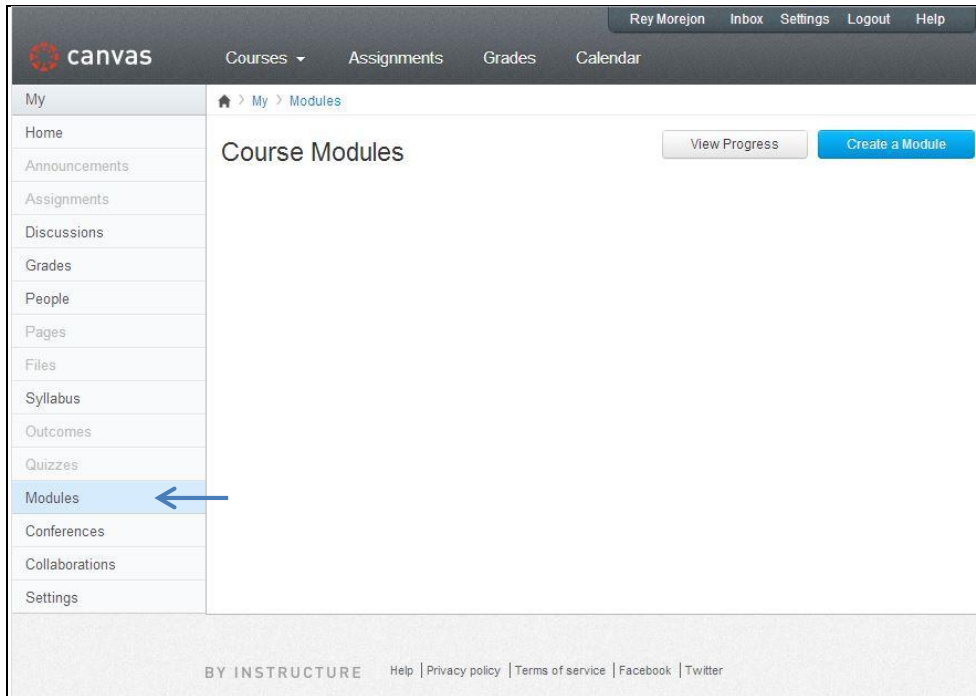 Rey Morejon Inbox Settings Logout Help
canvas Courses Assignments Grades Calendar
My
My > Modules
Home
Announcements
Assignments
Discussions
Grades
People
Pages
Files
Syllabus
Outcomes
Quizzes
Modules
Conferences
Collaborations
Settings
Course Modules
View Progress
Create a Module
BY INSTRUCTURE Help | Privacy policy | Terms of service | Facebook | Twitter